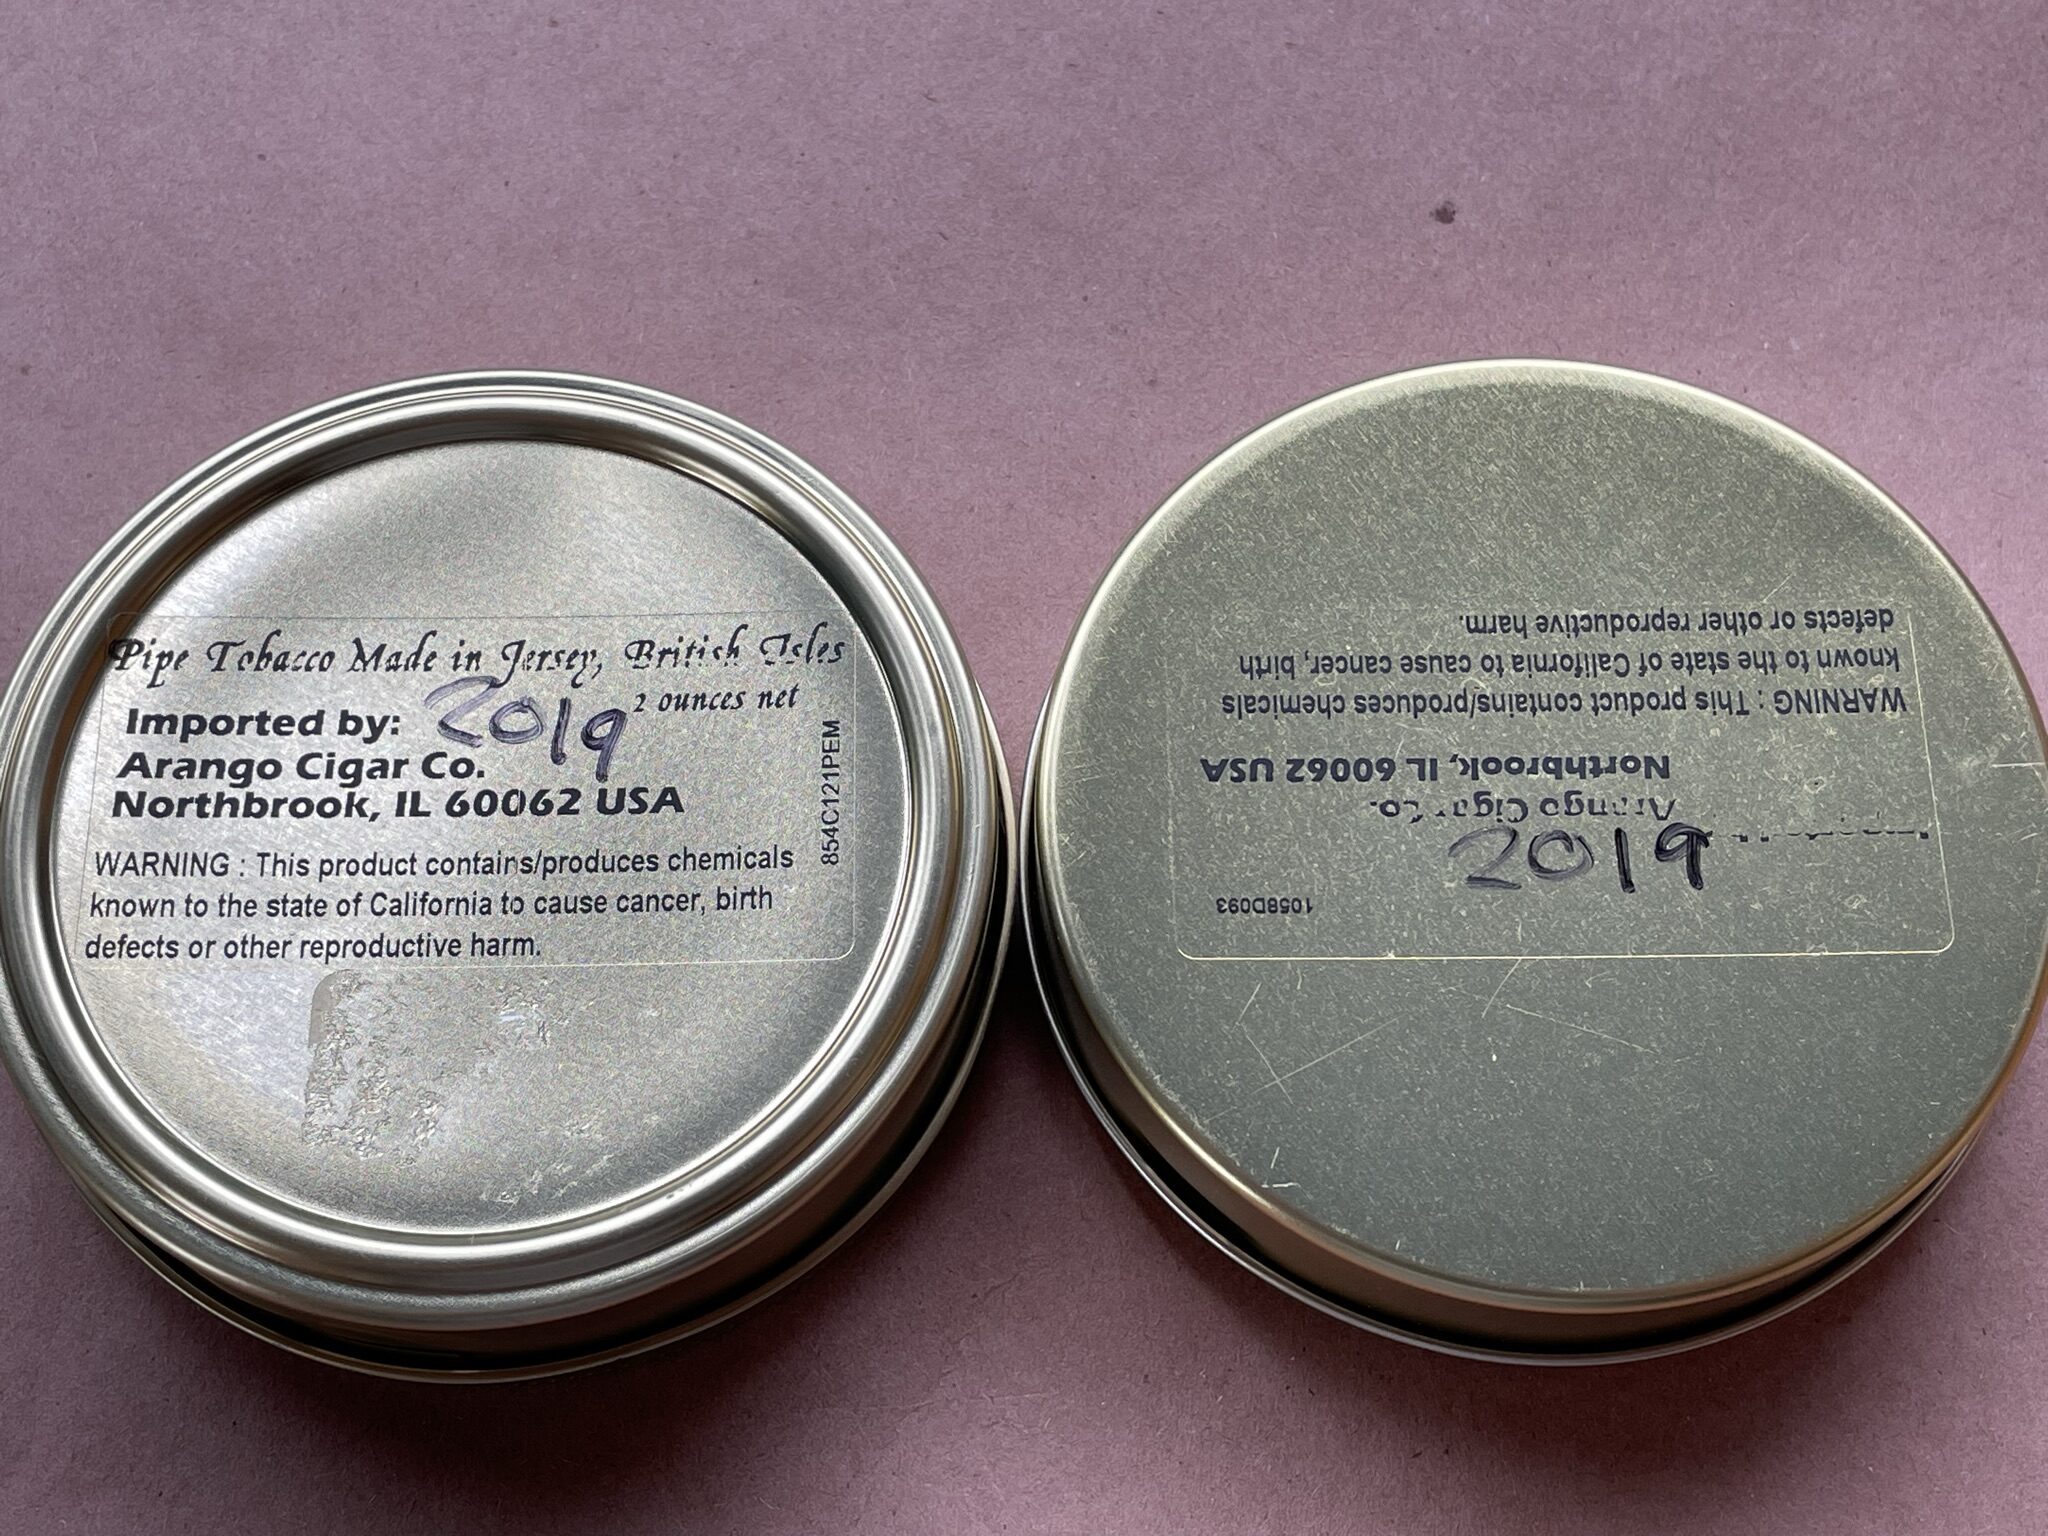 Pipe Tobacco Made in Jersey, British Isles
2 ounces net
2019
Imported by:
Arango Cigar Co.
Northbrook, IL 60062 USA
854C121PEM
WARNING : This product contains/produces chemicals
known to the state of California to cause cancer, birth
defects or other reproductive harm.
1058D093
2019
Arango Cigar Co.
Northbrook, IL 60062 USA
WARNING : This product contains/produces chemicals
known to the state of California to cause cancer, birth
defects or other reproductive harm.